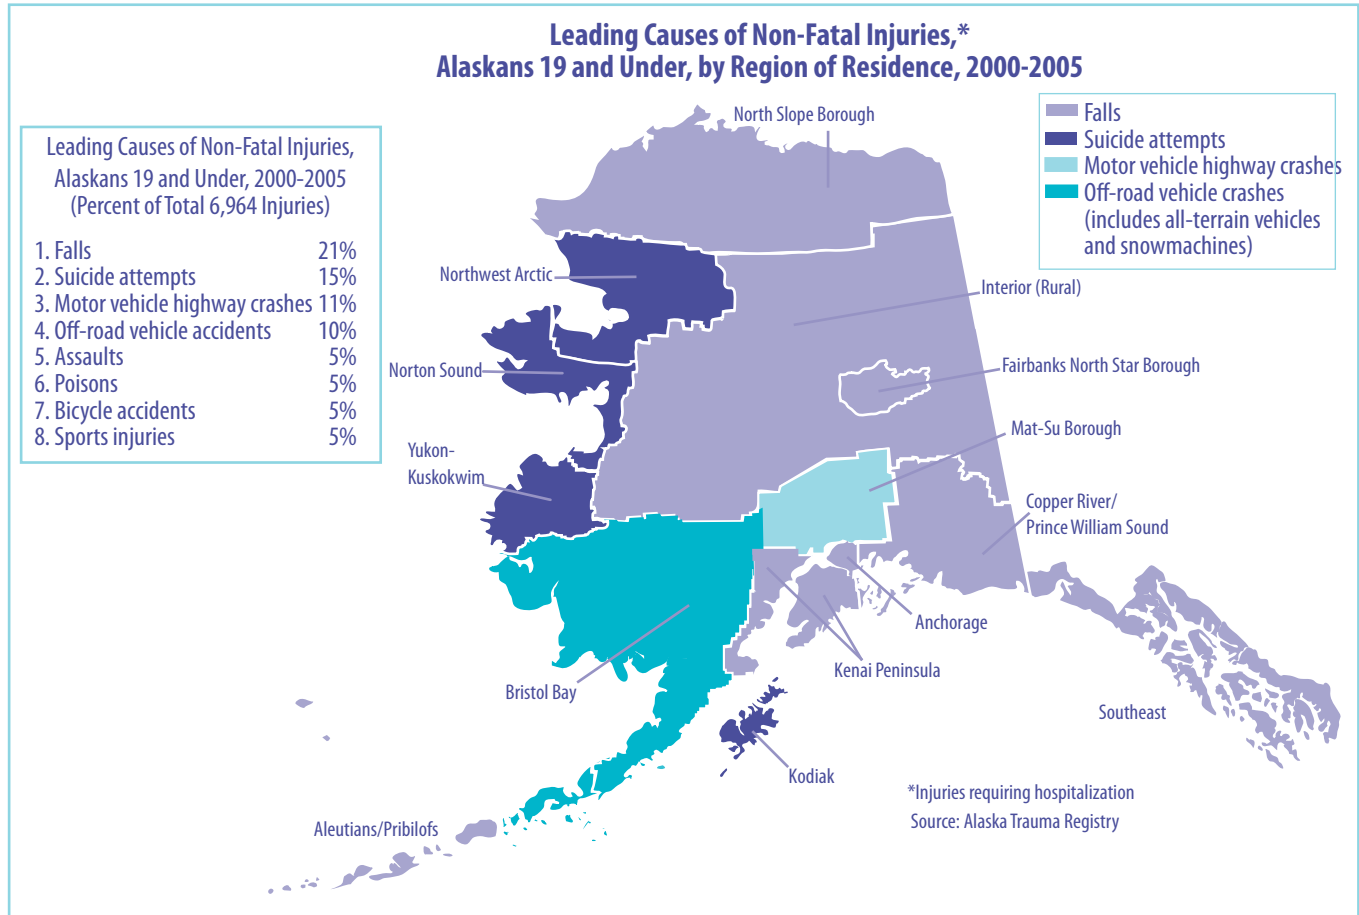 Leading Causes of Non-Fatal Injuries,*
Alaskans 19 and Under, by Region of Residence, 2000-2005
Leading Causes of Non-Fatal Injuries,
Alaskans 19 and Under, 2000-2005
(Percent of Total 6,964 Injuries)
1. Falls 21%
2. Suicide attempts 15%
3. Motor vehicle highway crashes 11%
4. Off-road vehicle accidents 10%
5. Assaults 5%
6. Poisons 5%
7. Bicycle accidents 5%
8. Sports injuries 5%
Falls
Suicide attempts
Motor vehicle highway crashes
Off-road vehicle crashes
(includes all-terrain vehicles
and snowmachines)
North Slope Borough
Northwest Arctic
Interior (Rural)
Norton Sound
Fairbanks North Star Borough
Mat-Su Borough
Yukon-
Kuskokwim
Copper River/
Prince William Sound
Anchorage
Kenai Peninsula
Bristol Bay
Southeast
Kodiak
Aleutians/Pribilofs
*Injuries requiring hospitalization
Source: Alaska Trauma Registry